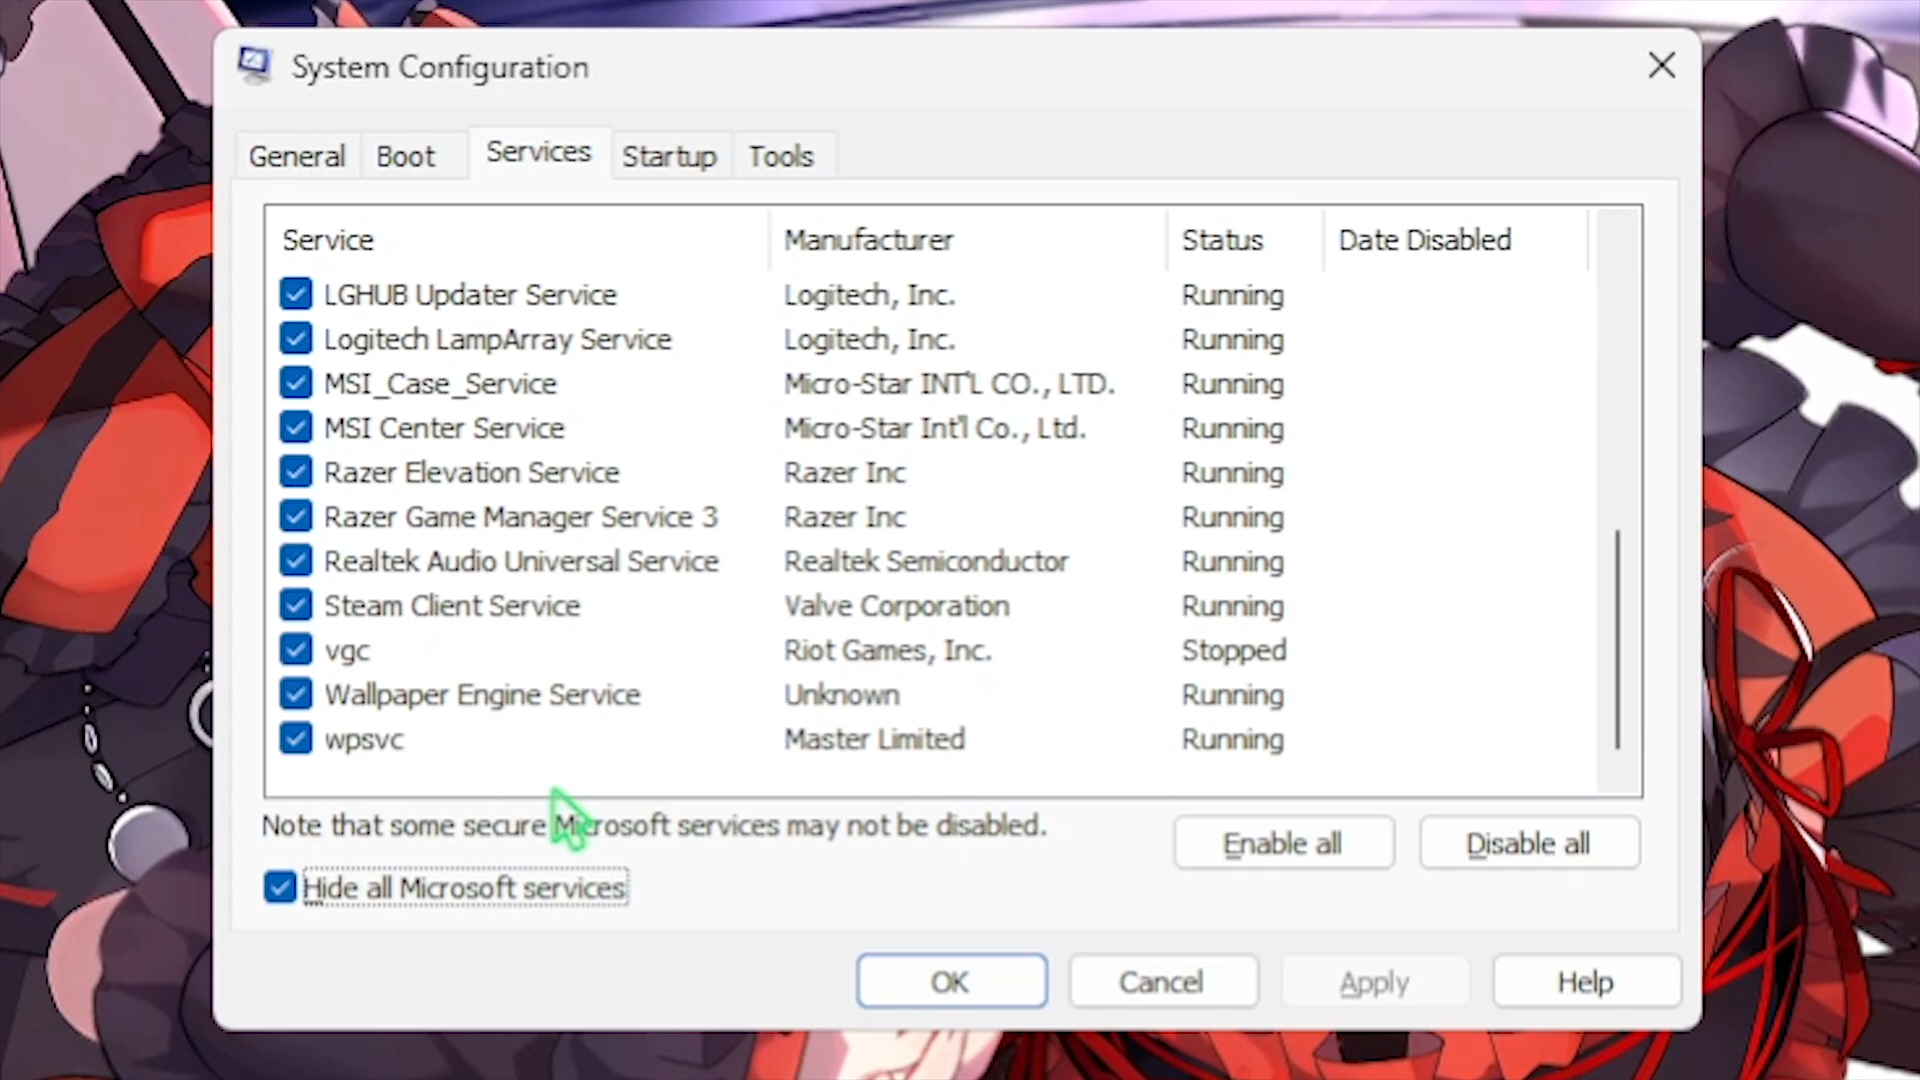 System Configuration
General Boot Services Startup Tools
Service Manufacturer Status Date Disabled
LGHUB Updater Service Logitech, Inc. Running
Logitech LampArray Service Logitech, Inc. Running
MSI_Case_Service Micro-Star INT'L CO., LTD. Running
MSI Center Service Micro-Star Int'l Co., Ltd. Running
Razer Elevation Service Razer Inc Running
Razer Game Manager Service 3 Razer Inc Running
Realtek Audio Universal Service Realtek Semiconductor Running
Steam Client Service Valve Corporation Running
vgc Riot Games, Inc. Stopped
Wallpaper Engine Service Unknown Running
wpsvc Master Limited Running
Note that some secure Microsoft services may not be disabled.
Enable all Disable all
Hide all Microsoft services
OK Cancel Apply Help